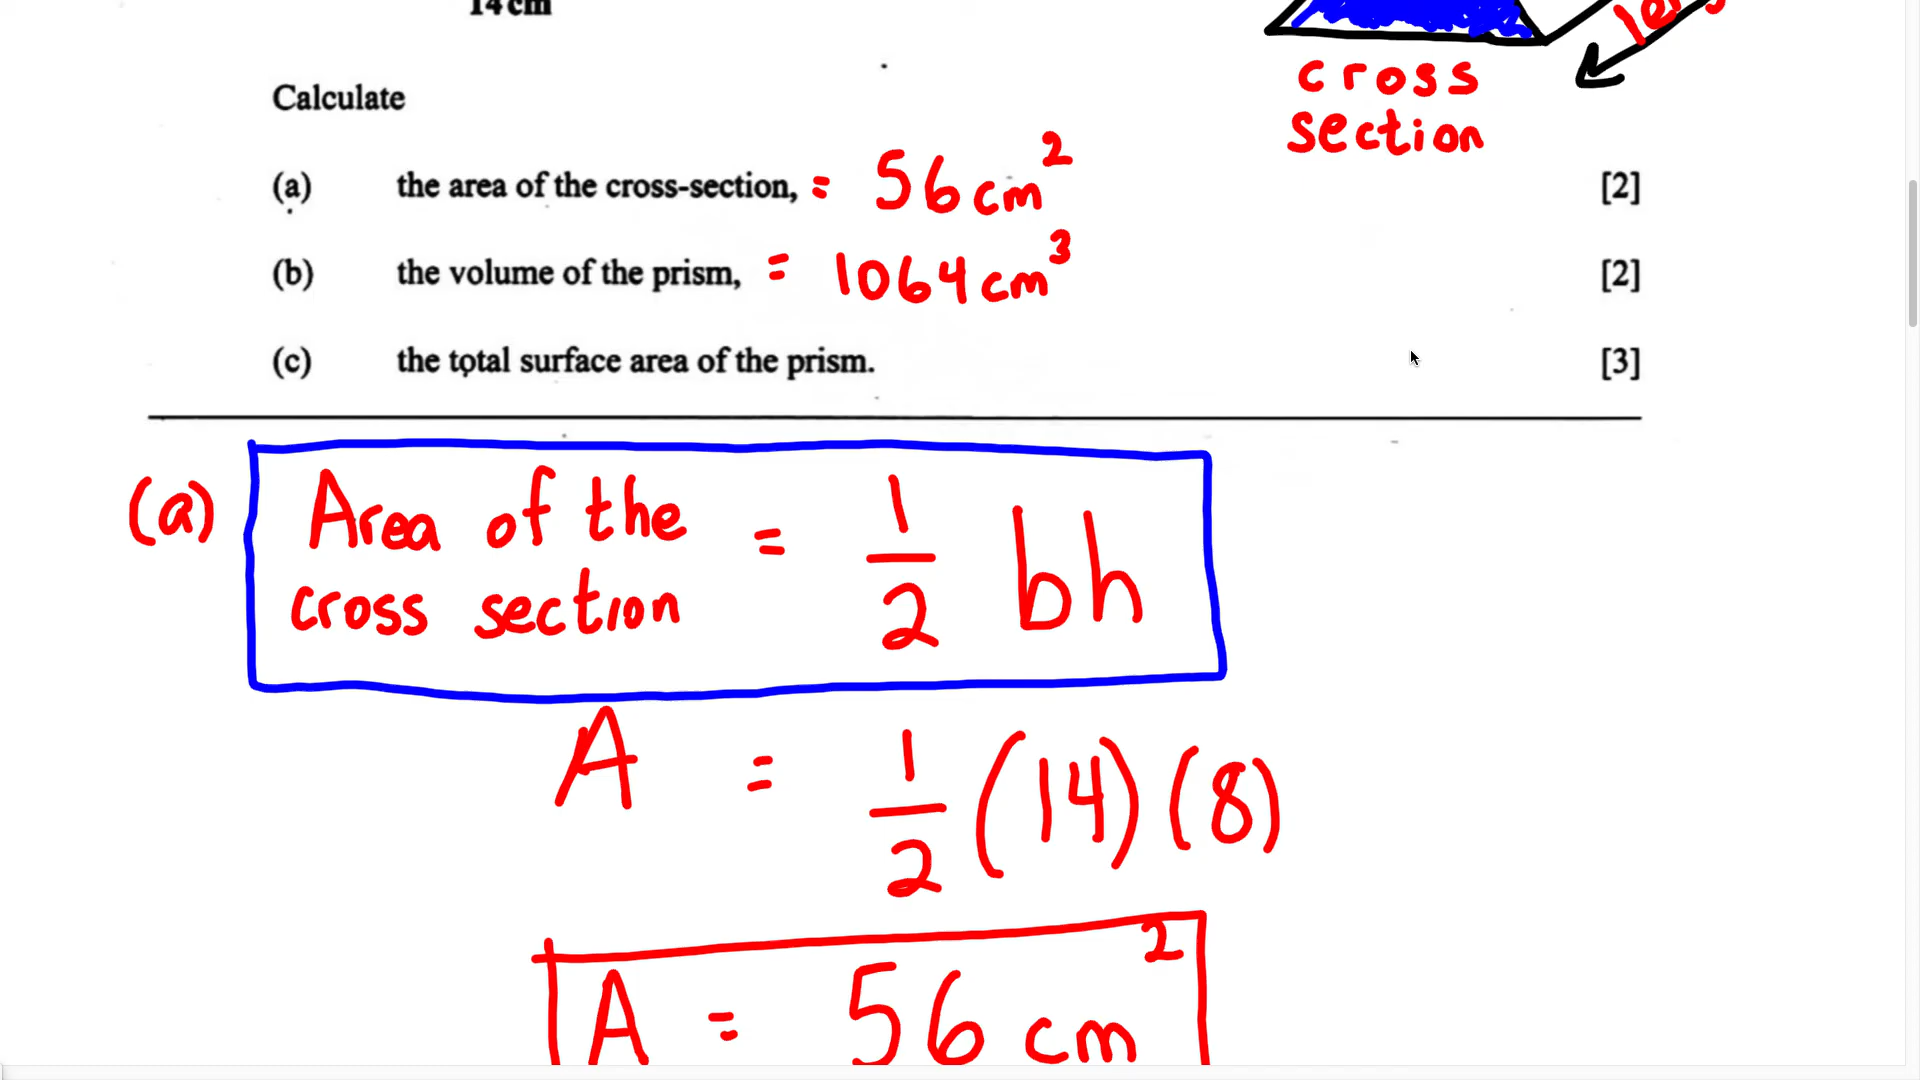 14 cm
Calculate
cross
section
(a) the area of the cross-section, = 56 cm² [2]
(b) the volume of the prism, = 1064 cm³ [2]
(c) the total surface area of the prism. [3]
(a) Area of the cross section = 1/2 bh
A = 1/2 (14)(8)
A = 56 cm²